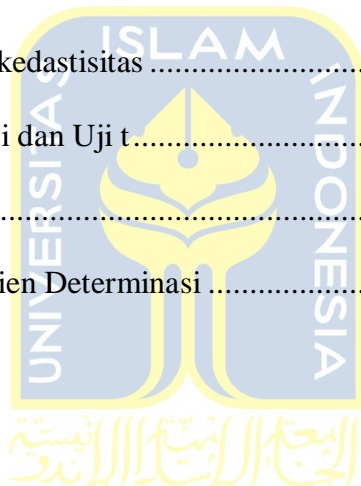 ISLAM
kedastisitas ........................
UNIVERSITAS
INDONESIA
i dan Uji t........................
........................
ien Determinasi ........................